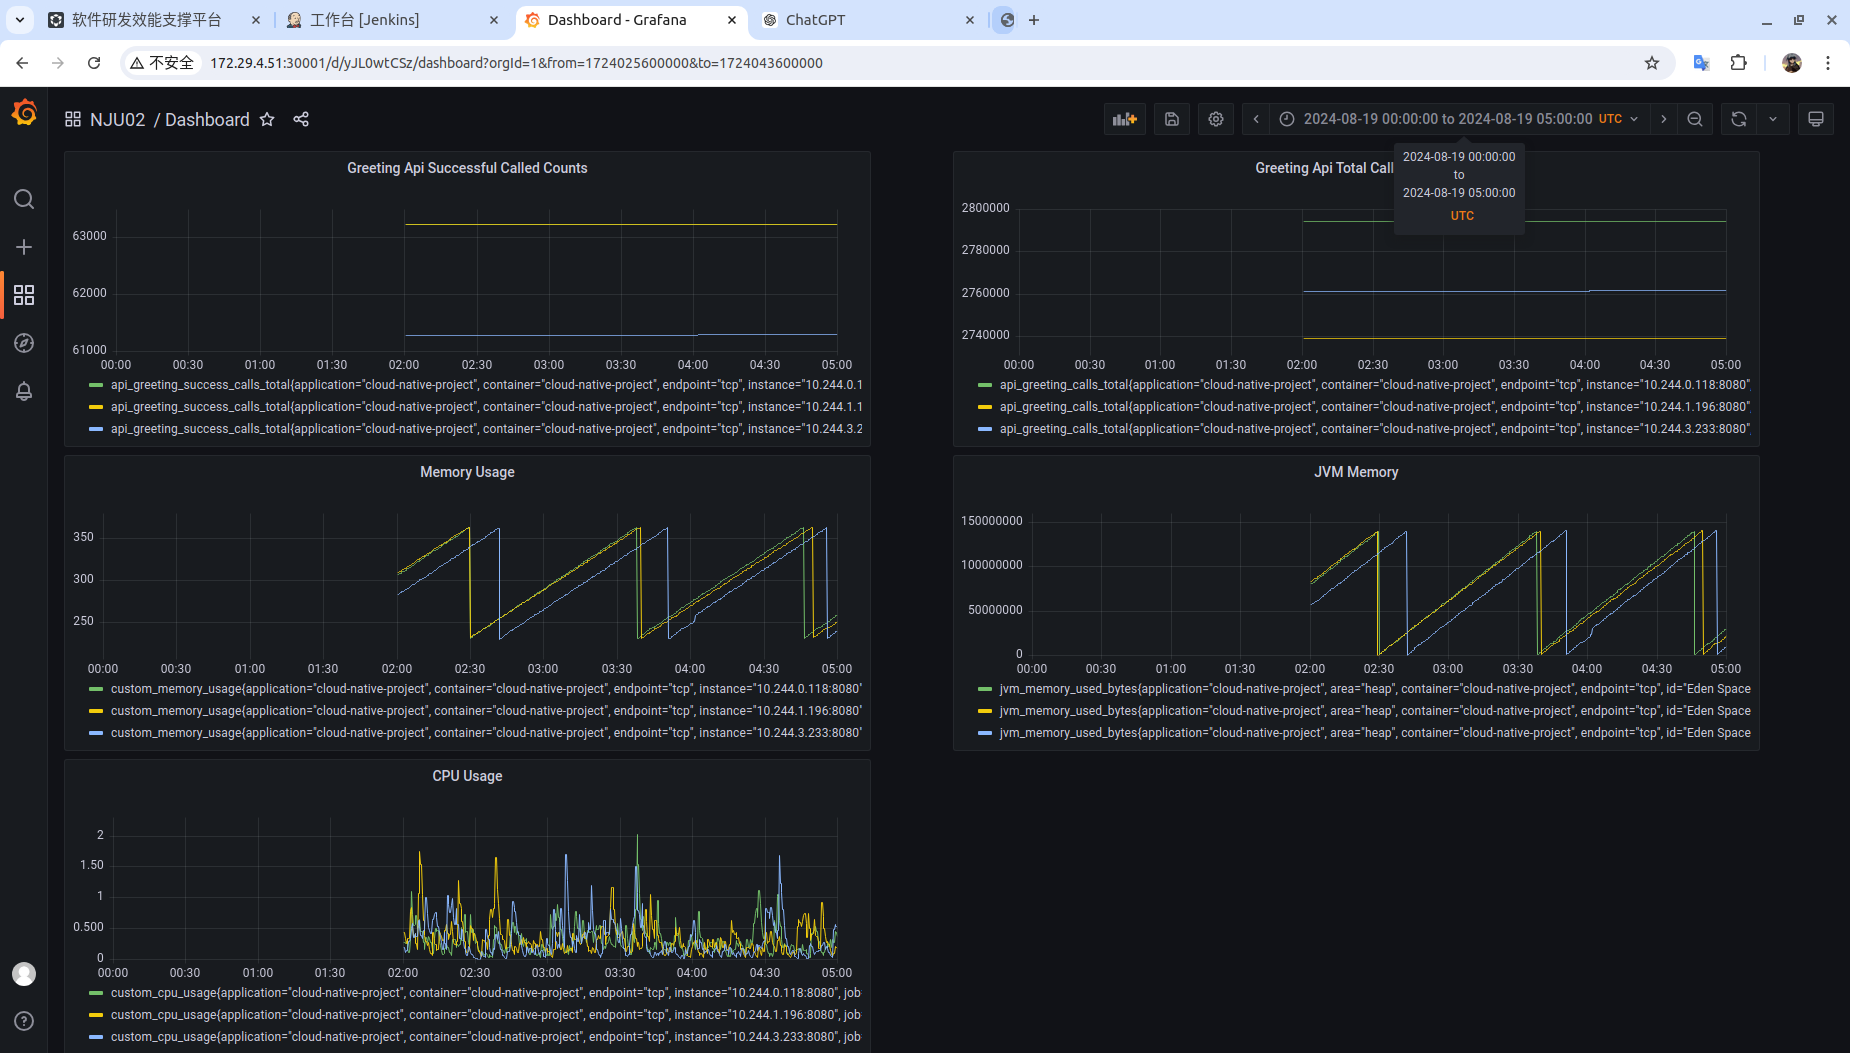 软件研发效能支撑平台
工作台 [Jenkins]
Dashboard - Grafana
ChatGPT
不安全
172.29.4.51:30001/d/yJL0wtCSz/dashboard?orgId=1&from=1724025600000&to=1724043600000
NJU02 / Dashboard
2024-08-19 00:00:00 to 2024-08-19 05:00:00 UTC
2024-08-19 00:00:00
to
2024-08-19 05:00:00
UTC
Greeting Api Successful Called Counts
63000
62000
61000
00:00 00:30 01:00 01:30 02:00 02:30 03:00 03:30 04:00 04:30 05:00
api_greeting_success_calls_total{application="cloud-native-project", container="cloud-native-project", endpoint="tcp", instance="10.244.0.1
api_greeting_success_calls_total{application="cloud-native-project", container="cloud-native-project", endpoint="tcp", instance="10.244.1.1
api_greeting_success_calls_total{application="cloud-native-project", container="cloud-native-project", endpoint="tcp", instance="10.244.3.2
Greeting Api Total Call
2800000
2780000
2760000
2740000
00:00 00:30 01:00 01:30 02:00 02:30 03:00 03:30 04:00 04:30 05:00
api_greeting_calls_total{application="cloud-native-project", container="cloud-native-project", endpoint="tcp", instance="10.244.0.118:8080",
api_greeting_calls_total{application="cloud-native-project", container="cloud-native-project", endpoint="tcp", instance="10.244.1.196:8080",
api_greeting_calls_total{application="cloud-native-project", container="cloud-native-project", endpoint="tcp", instance="10.244.3.233:8080",
Memory Usage
350
300
250
00:00 00:30 01:00 01:30 02:00 02:30 03:00 03:30 04:00 04:30 05:00
custom_memory_usage{application="cloud-native-project", container="cloud-native-project", endpoint="tcp", instance="10.244.0.118:8080"
custom_memory_usage{application="cloud-native-project", container="cloud-native-project", endpoint="tcp", instance="10.244.1.196:8080"
custom_memory_usage{application="cloud-native-project", container="cloud-native-project", endpoint="tcp", instance="10.244.3.233:8080"
JVM Memory
150000000
100000000
50000000
0
00:00 00:30 01:00 01:30 02:00 02:30 03:00 03:30 04:00 04:30 05:00
jvm_memory_used_bytes{application="cloud-native-project", area="heap", container="cloud-native-project", endpoint="tcp", id="Eden Space
jvm_memory_used_bytes{application="cloud-native-project", area="heap", container="cloud-native-project", endpoint="tcp", id="Eden Space
jvm_memory_used_bytes{application="cloud-native-project", area="heap", container="cloud-native-project", endpoint="tcp", id="Eden Space
CPU Usage
2
1.50
1
0.500
0
00:00 00:30 01:00 01:30 02:00 02:30 03:00 03:30 04:00 04:30 05:00
custom_cpu_usage{application="cloud-native-project", container="cloud-native-project", endpoint="tcp", instance="10.244.0.118:8080", job
custom_cpu_usage{application="cloud-native-project", container="cloud-native-project", endpoint="tcp", instance="10.244.1.196:8080", job
custom_cpu_usage{application="cloud-native-project", container="cloud-native-project", endpoint="tcp", instance="10.244.3.233:8080", job